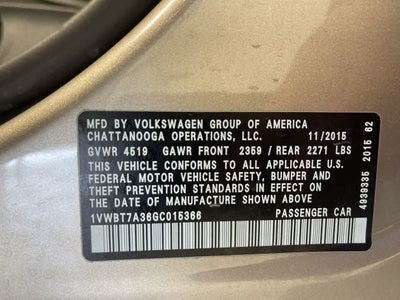 MFD BY VOLKSWAGEN GROUP OF AMERICA
CHATTANOOGA OPERATIONS, LLC. 11/2015
GVWR 4519 GAWR FRONT 2359 / REAR 2271 LBS
THIS VEHICLE CONFORMS TO ALL APPLICABLE U.S.
FEDERAL MOTOR VEHICLE SAFETY, BUMPER AND
THEFT PREVENTION STANDARDS IN EFFECT ON
THE DATE OF MANUFACTURE SHOWN ABOVE
1VWBT7A36GC015366 PASSENGER CAR
4939335 2015 62